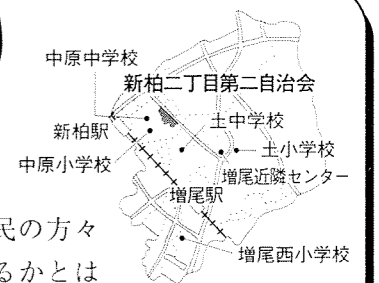 中原中学校
新柏二丁目第二自治会
新柏駅
土中学校
中原小学校
土小学校
増尾近隣センター
増尾駅
増尾西小学校
民の方々
るかとは